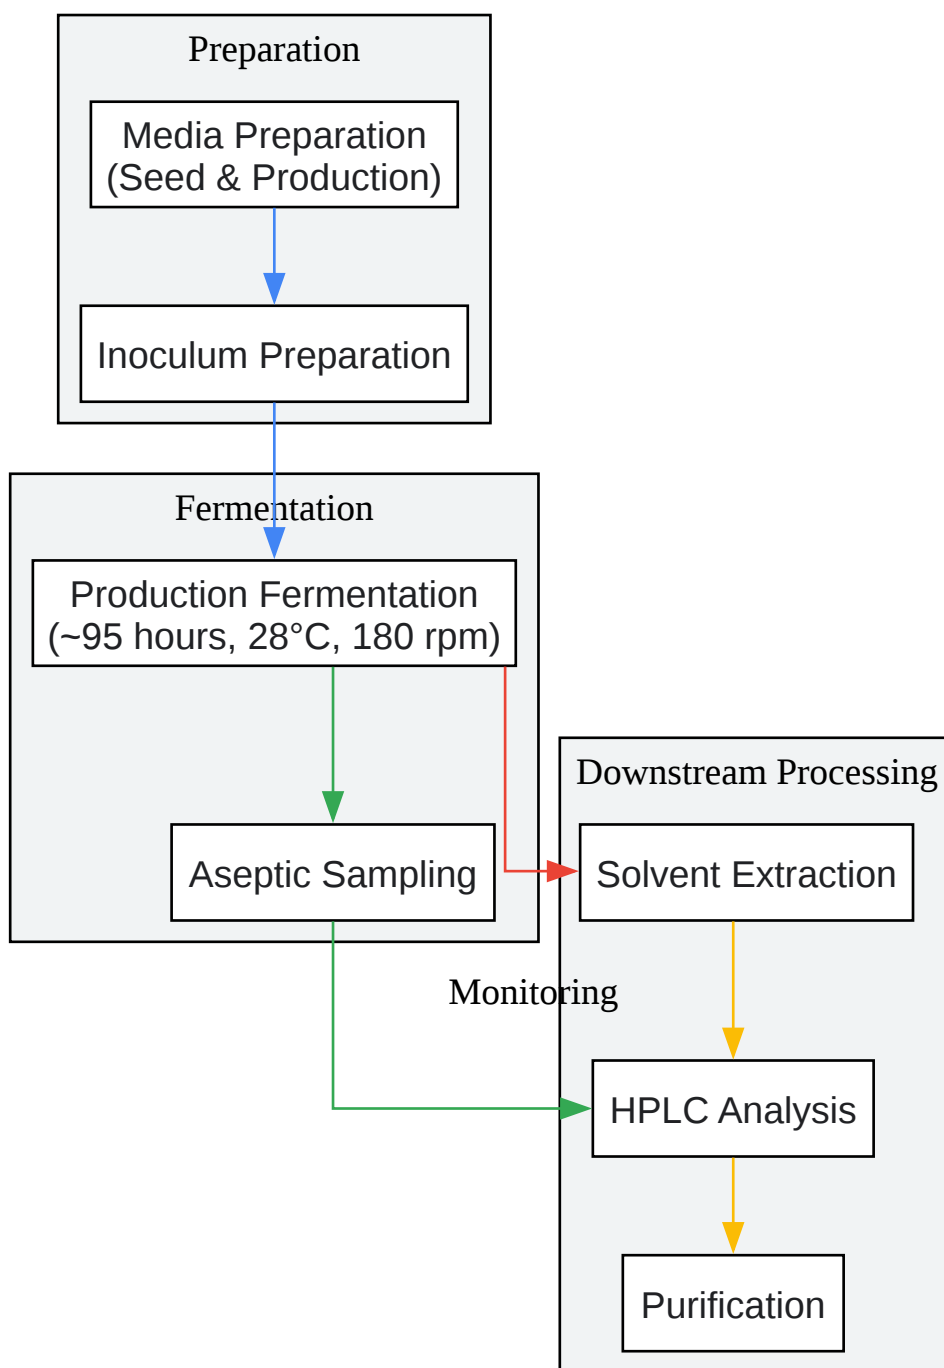 Preparation
Media Preparation
(Seed & Production)
Inoculum Preparation
Fermentation
Production Fermentation
(~95 hours, 28°C, 180 rpm)
Aseptic Sampling
Downstream Processing
Solvent Extraction
Monitoring
HPLC Analysis
Purification